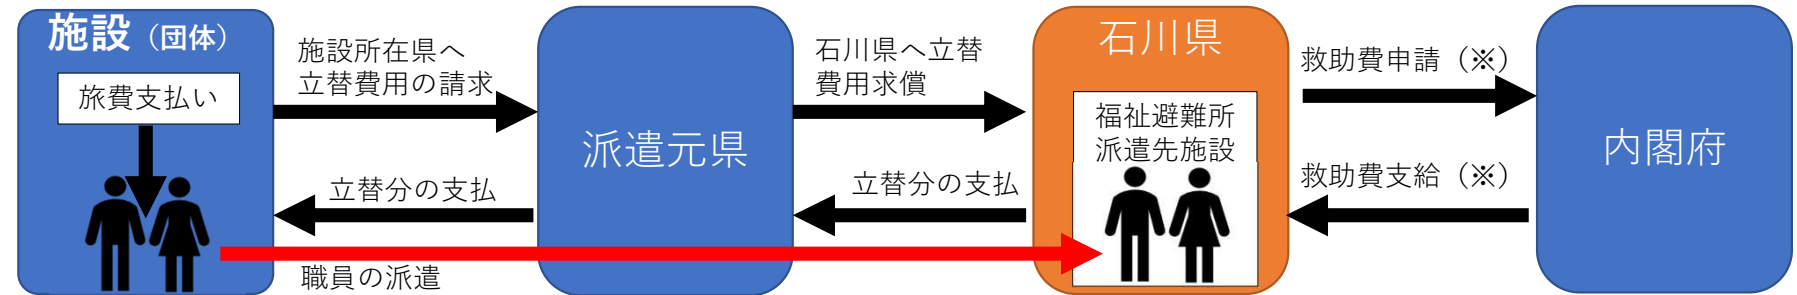 施設（団体）
旅費支払い
施設所在県へ
立替費用の請求
立替分の支払
職員の派遣
派遣元県
石川県へ立替
費用求償
立替分の支払
石川県
福祉避難所
派遣先施設
救助費申請（※）
救助費支給（※）
内閣府